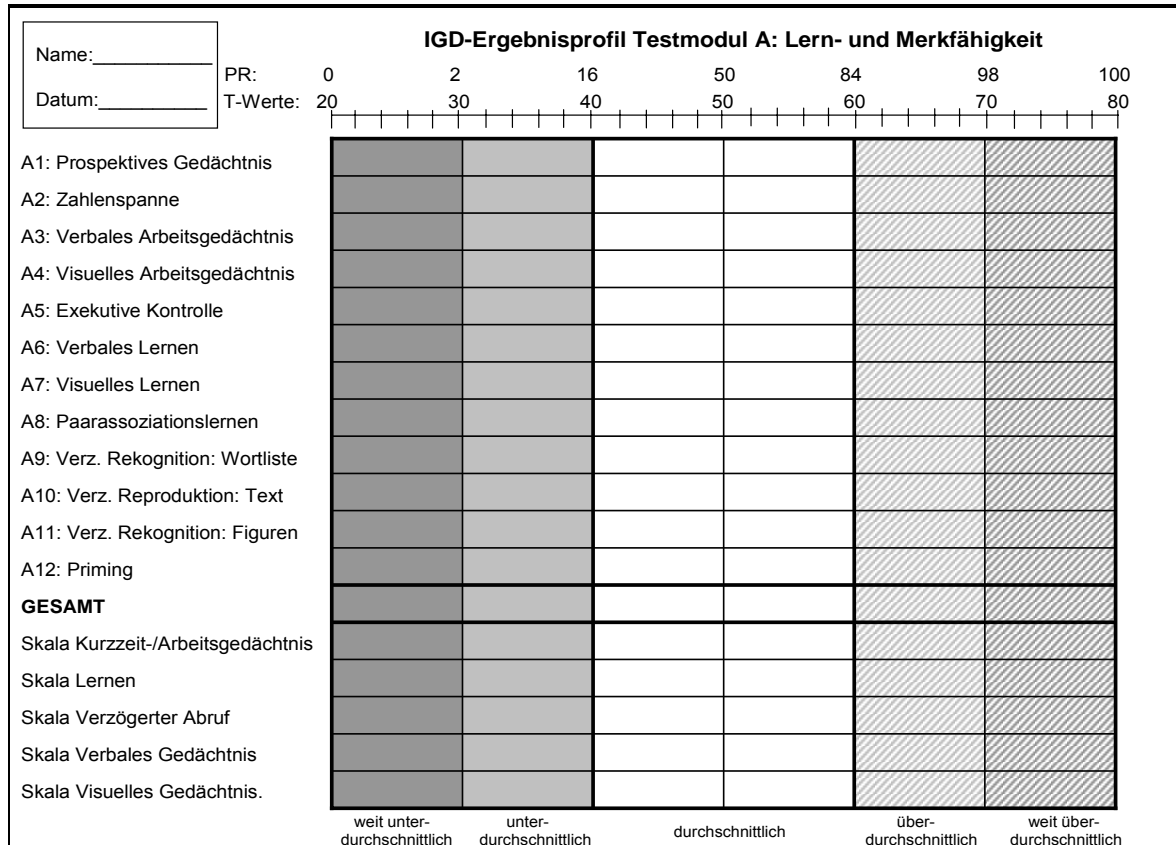 IGD-Ergebnisprofil Testmodul A: Lern- und Merkfähigkeit
Name:___________
Datum:__________
PR: 0 2 16 50 84 98 100
T-Werte: 20 30 40 50 60 70 80
A1: Prospektives Gedächtnis
A2: Zahlenspanne
A3: Verbales Arbeitsgedächtnis
A4: Visuelles Arbeitsgedächtnis
A5: Exekutive Kontrolle
A6: Verbales Lernen
A7: Visuelles Lernen
A8: Paarassoziationslernen
A9: Verz. Rekognition: Wortliste
A10: Verz. Reproduktion: Text
A11: Verz. Rekognition: Figuren
A12: Priming
GESAMT
Skala Kurzzeit-/Arbeitsgedächtnis
Skala Lernen
Skala Verzögerter Abruf
Skala Verbales Gedächtnis
Skala Visuelles Gedächtnis.
weit unter-
durchschnittlich
unter-
durchschnittlich
durchschnittlich
über-
durchschnittlich
weit über-
durchschnittlich